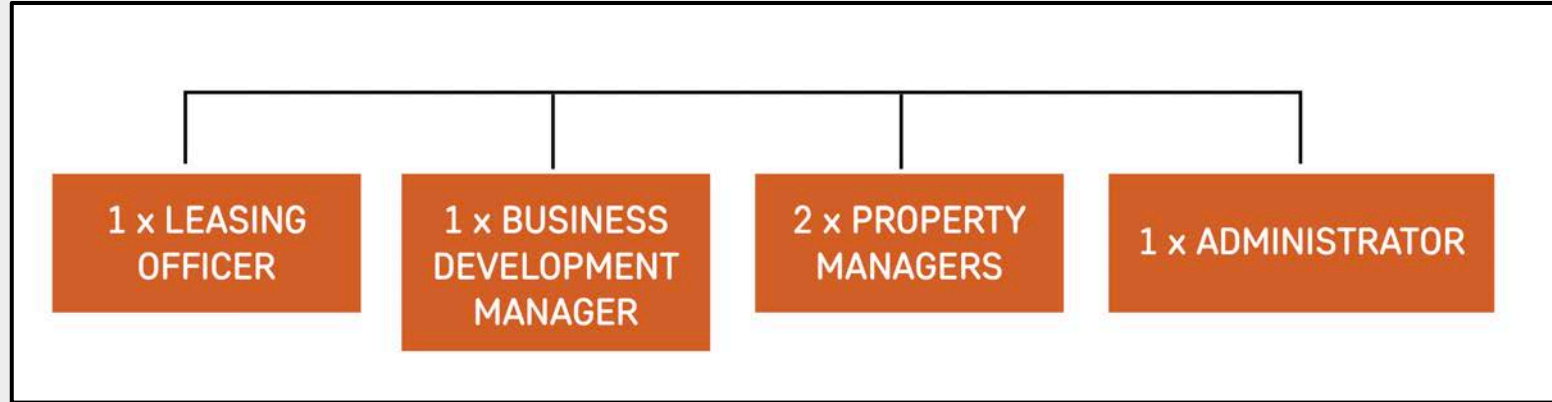 1 x LEASING
OFFICER
1 x BUSINESS
DEVELOPMENT
MANAGER
2 x PROPERTY
MANAGERS
1 x ADMINISTRATOR